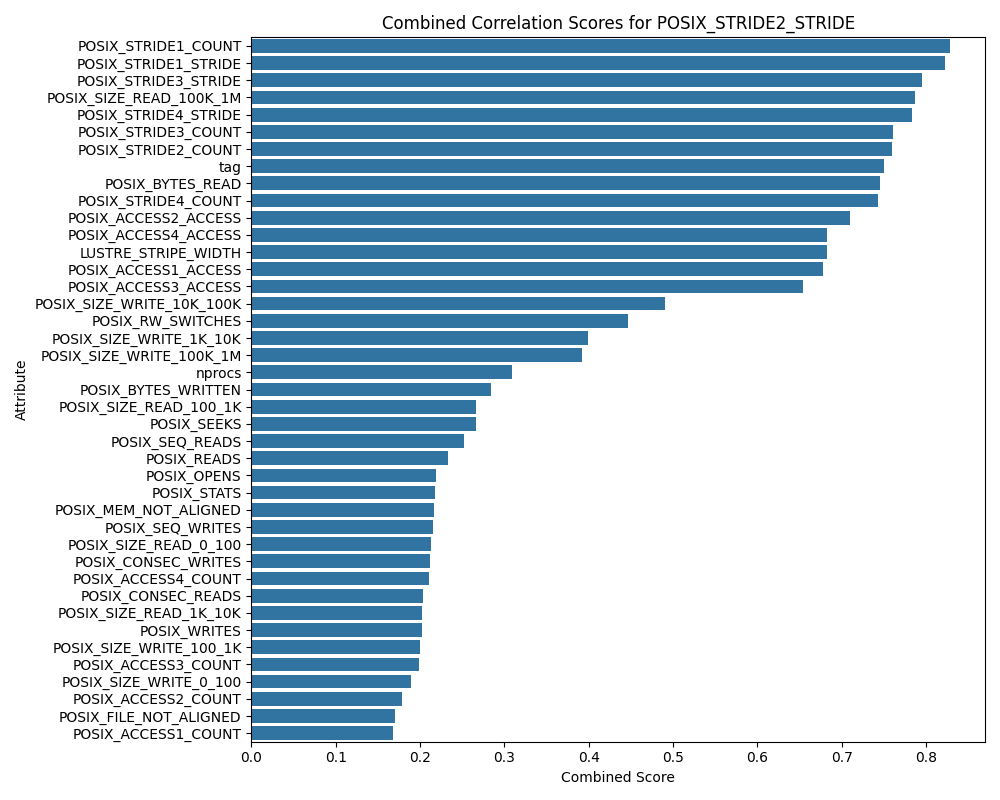 Combined Correlation Scores for POSIX_STRIDE2_STRIDE
POSIX_STRIDE1_COUNT
POSIX_STRIDE1_STRIDE
POSIX_STRIDE3_STRIDE
POSIX_SIZE_READ_100K_1M
POSIX_STRIDE4_STRIDE
POSIX_STRIDE3_COUNT
POSIX_STRIDE2_COUNT
tag
POSIX_BYTES_READ
POSIX_STRIDE4_COUNT
POSIX_ACCESS2_ACCESS
POSIX_ACCESS4_ACCESS
LUSTRE_STRIPE_WIDTH
POSIX_ACCESS1_ACCESS
POSIX_ACCESS3_ACCESS
POSIX_SIZE_WRITE_10K_100K
POSIX_RW_SWITCHES
POSIX_SIZE_WRITE_1K_10K
POSIX_SIZE_WRITE_100K_1M
nprocs
POSIX_BYTES_WRITTEN
POSIX_SIZE_READ_100_1K
POSIX_SEEKS
POSIX_SEQ_READS
POSIX_READS
POSIX_OPENS
POSIX_STATS
POSIX_MEM_NOT_ALIGNED
POSIX_SEQ_WRITES
POSIX_SIZE_READ_0_100
POSIX_CONSEC_WRITES
POSIX_ACCESS4_COUNT
POSIX_CONSEC_READS
POSIX_SIZE_READ_1K_10K
POSIX_WRITES
POSIX_SIZE_WRITE_100_1K
POSIX_ACCESS3_COUNT
POSIX_SIZE_WRITE_0_100
POSIX_ACCESS2_COUNT
POSIX_FILE_NOT_ALIGNED
POSIX_ACCESS1_COUNT
Attribute
0.0 0.1 0.2 0.3 0.4 0.5 0.6 0.7 0.8
Combined Score